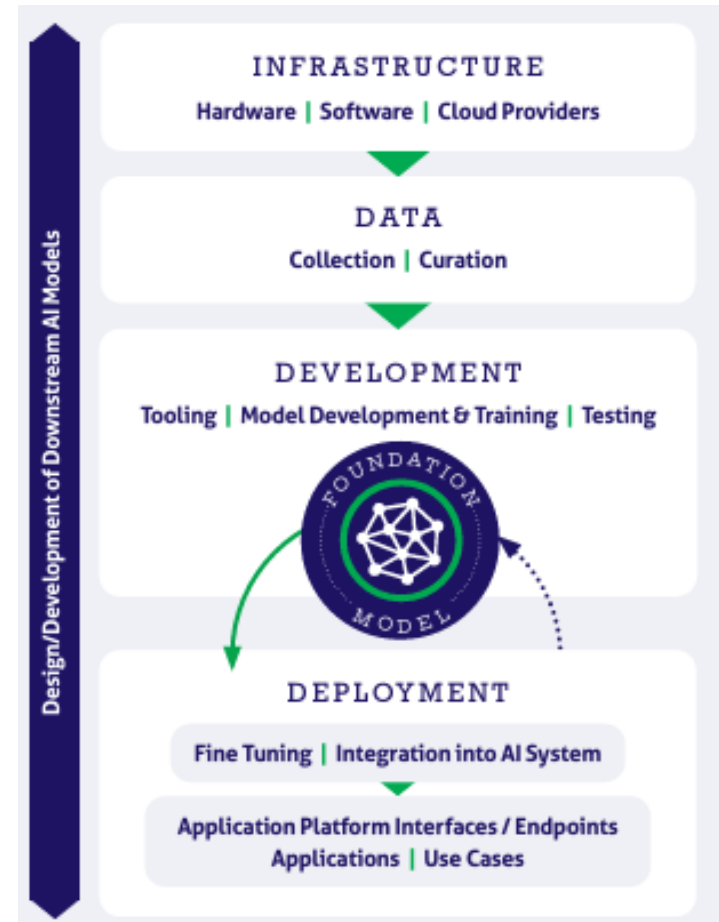 Design/Development of Downstream AI Models
INFRASTRUCTURE
Hardware | Software | Cloud Providers
DATA
Collection | Curation
DEVELOPMENT
Tooling | Model Development & Training | Testing
FOUNDATION
MODEL
DEPLOYMENT
Fine Tuning | Integration into AI System
Application Platform Interfaces / Endpoints
Applications | Use Cases